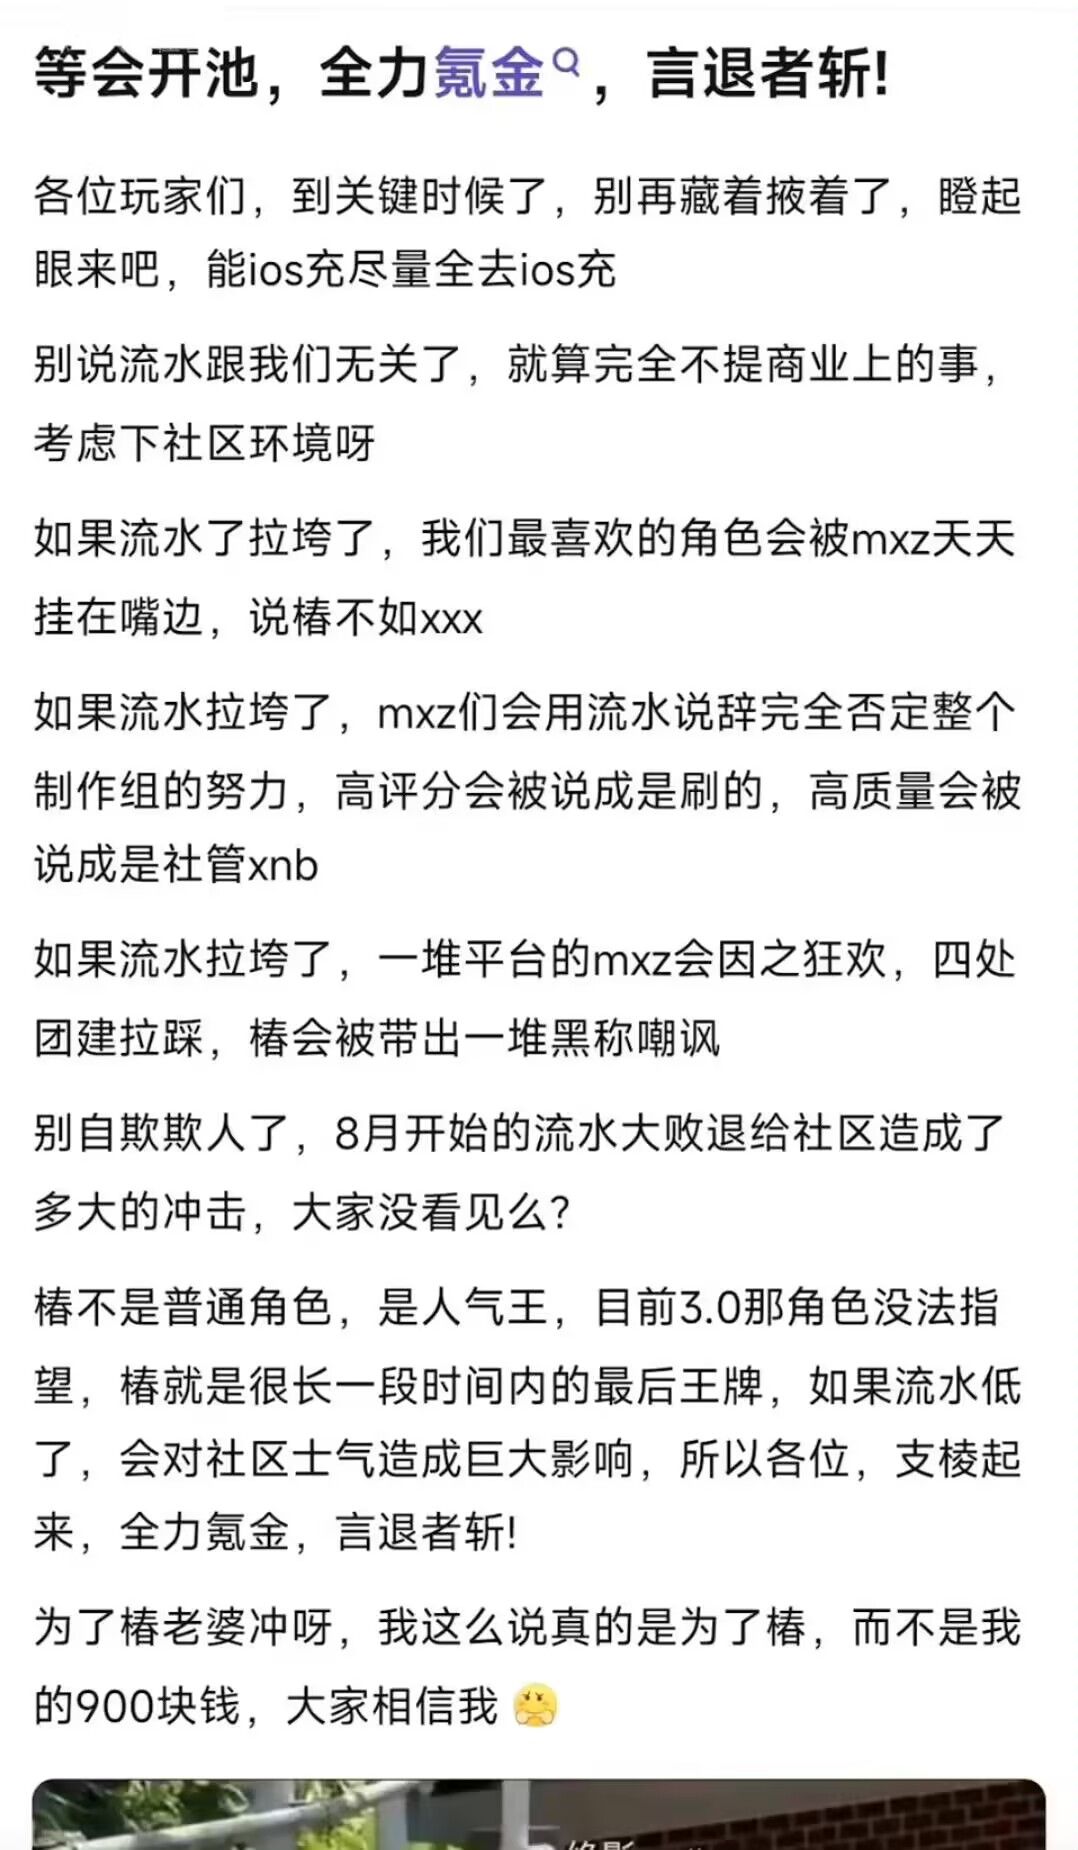 等会开池，全力氪金，言退者斩！
各位玩家们，到关键时候了，别再藏着掖着了，瞪起
眼来吧，能ios充尽量全去ios充
别说流水跟我们无关了，就算完全不提商业上的事，
考虑下社区环境呀
如果流水了拉垮了，我们最喜欢的角色会被mxz天天
挂在嘴边，说椿不如xxx
如果流水拉垮了，mxz们会用流水说辞完全否定整个
制作组的努力，高评分会被说成是刷的，高质量会被
说成是社管xnb
如果流水拉垮了，一堆平台的mxz会因之狂欢，四处
团建拉踩，椿会被带出一堆黑称嘲讽
别自欺欺人了，8月开始的流水大败退给社区造成了
多大的冲击，大家没看见么？
椿不是普通角色，是人气王，目前3.0那角色没法指
望，椿就是很长一段时间内的最后王牌，如果流水低
了，会对社区士气造成巨大影响，所以各位，支棱起
来，全力氪金，言退者斩！
为了椿老婆冲呀，我这么说真的是为了椿，而不是我
的900块钱，大家相信我